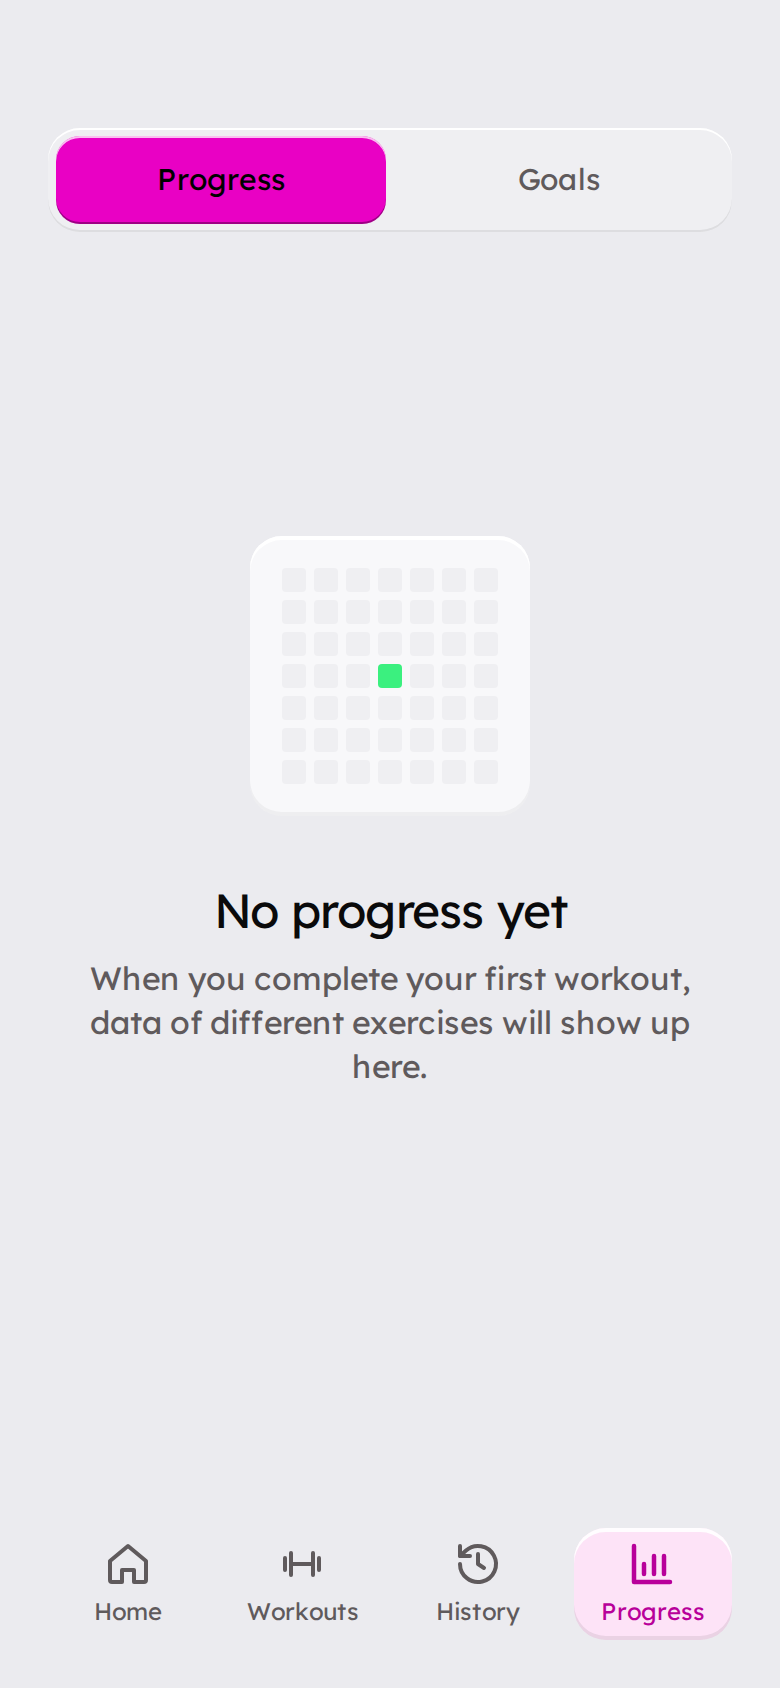 Progress
Goals
No progress yet
When you complete your first workout,
data of different exercises will show up
here.
Home
Workouts
History
Progress